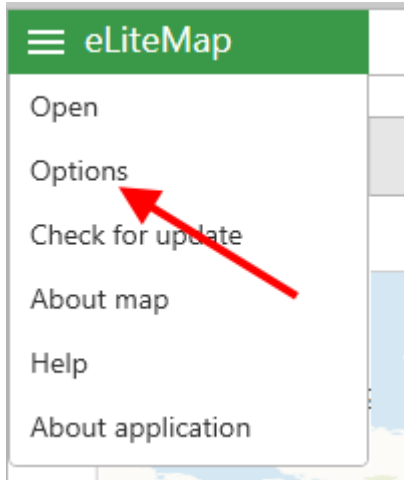 eLiteMap
Open
Options
Check for update
About map
Help
About application